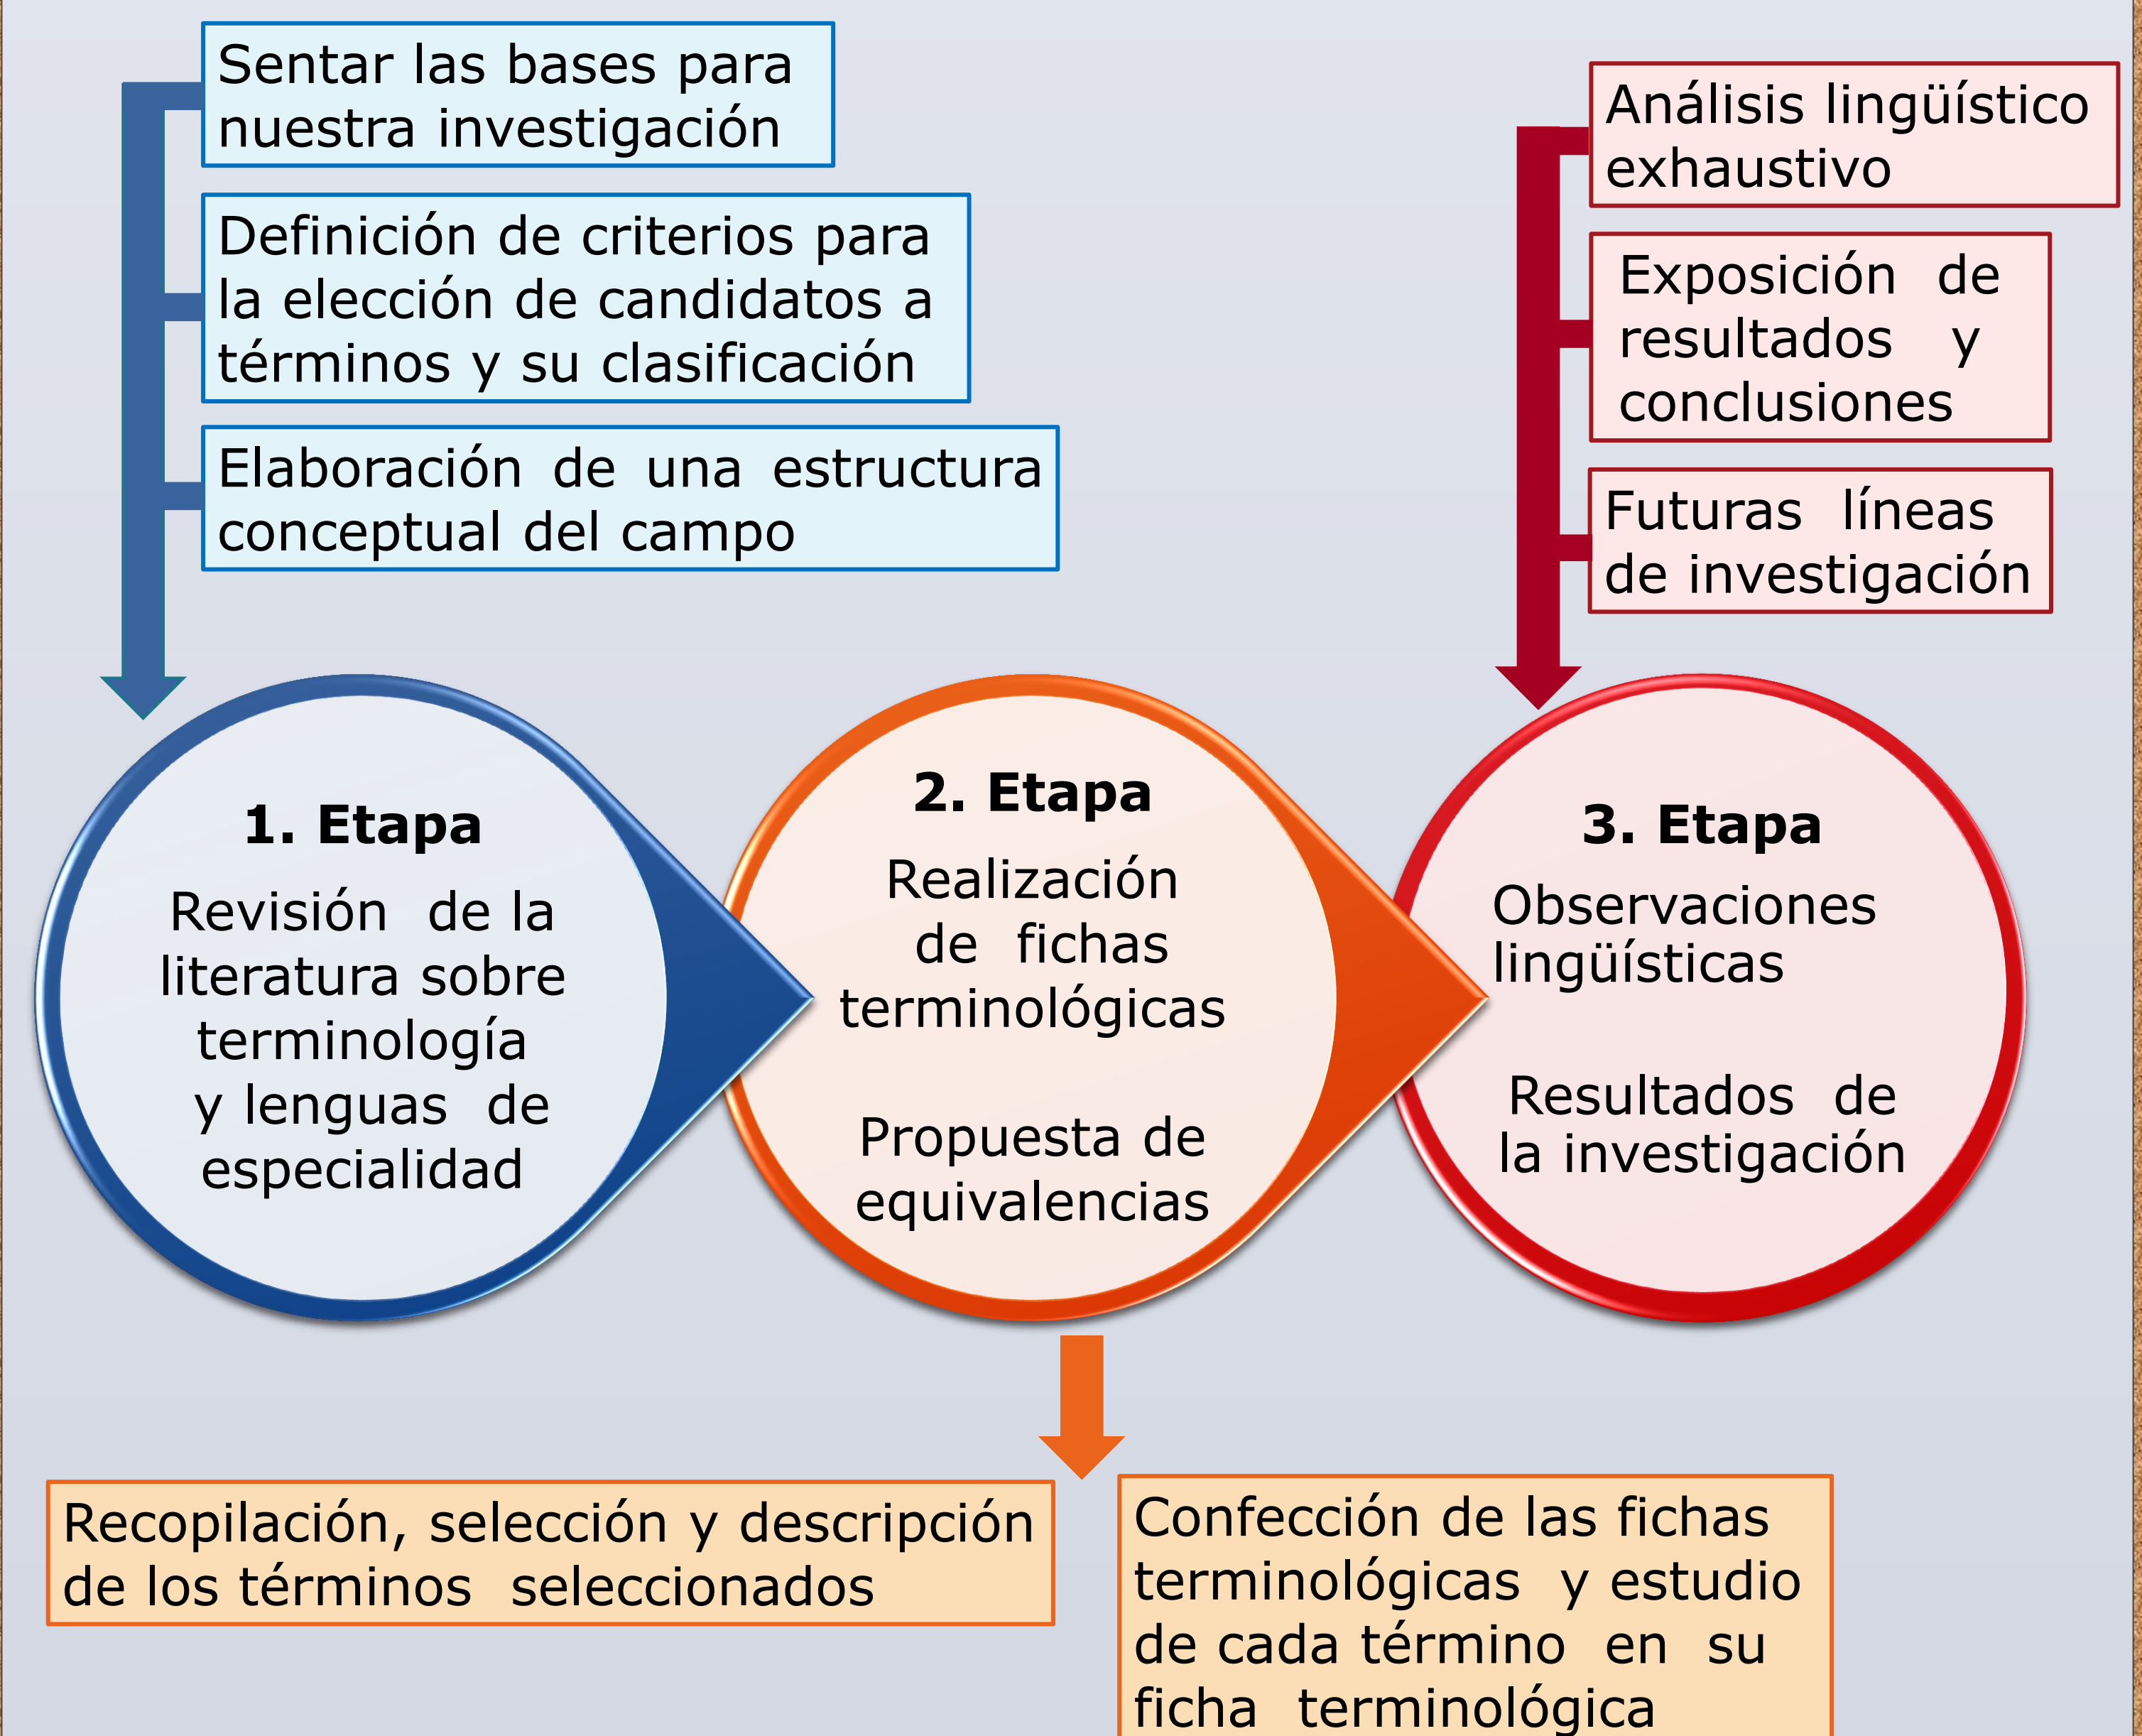 Sentar las bases para
nuestra investigación
Definición de criterios para
la elección de candidatos a
términos y su clasificación
Elaboración de una estructura
conceptual del campo
Análisis lingüístico
exhaustivo
Exposición de
resultados y
conclusiones
Futuras líneas
de investigación
1. Etapa
Revisión de la
literatura sobre
terminología
y lenguas de
especialidad
2. Etapa
Realización
de fichas
terminológicas
Propuesta de
equivalencias
3. Etapa
Observaciones
lingüísticas
Resultados de
la investigación
Recopilación, selección y descripción
de los términos seleccionados
Confección de las fichas
terminológicas y estudio
de cada término en su
ficha terminológica